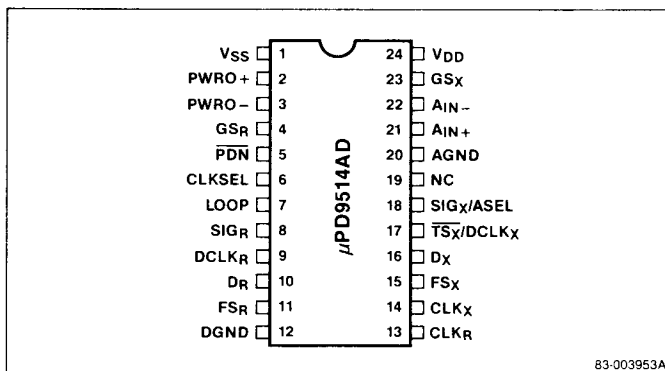 VSS 1 24 VDD
PWRO+ 2 23 GSX
PWRO− 3 22 AIN−
GSR 4 21 AIN+
PDN 5 20 AGND
CLKSEL 6 19 NC
LOOP 7 18 SIGX/ASEL
SIGR 8 17 TSX/DCLKX
DCLKR 9 16 DX
DR 10 15 FSX
FSR 11 14 CLKX
DGND 12 13 CLKR
μPD9514AD
83-003953A